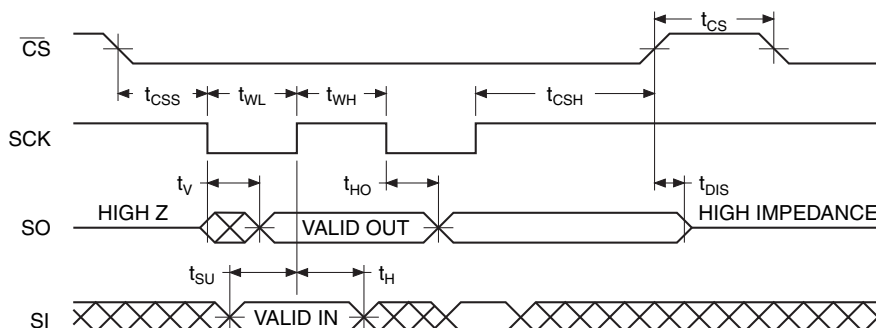 CS
tCS
tCSS
tWL
tWH
tCSH
SCK
tV
tHO
tDIS
HIGH Z
HIGH IMPEDANCE
SO
VALID OUT
tSU
tH
SI
VALID IN